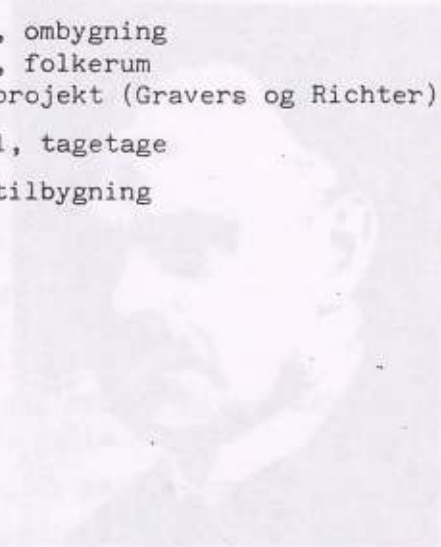 , ombygning
, folkerum
projekt (Gravers og Richter)
, tagetage
tilbygning